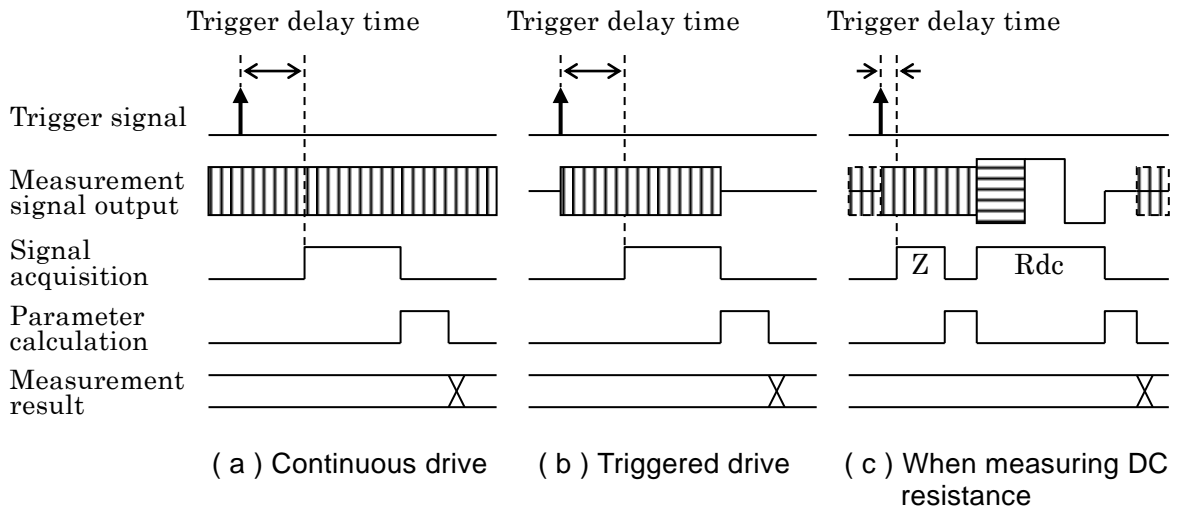 Trigger delay time Trigger delay time Trigger delay time
Trigger signal
Measurement
signal output
Signal
acquisition
Z Rdc
Parameter
calculation
Measurement
result
( a ) Continuous drive ( b ) Triggered drive ( c ) When measuring DC
resistance